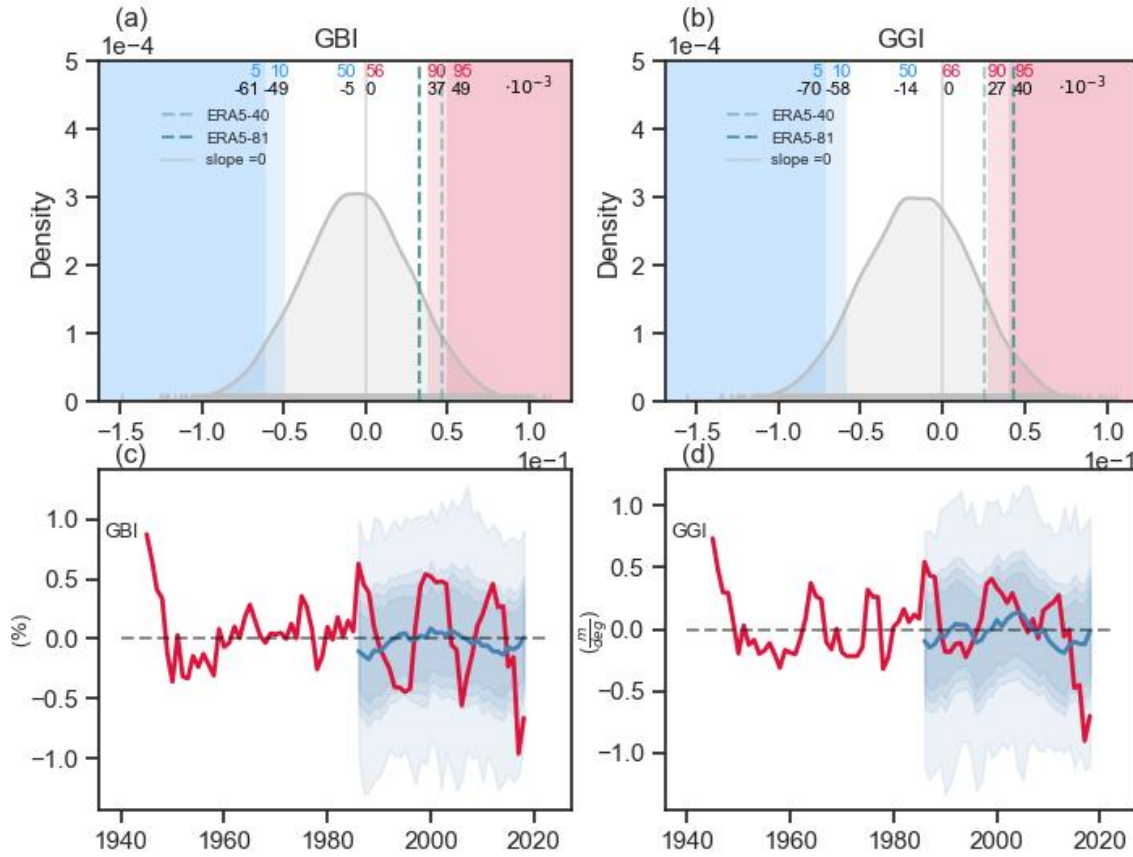 (a)
1e−4
GBI
5 10 50 56 90 95
-61 -49 -5 0 37 49 ·10⁻³
ERA5-40
ERA5-81
slope =0
Density
5
4
3
2
1
0
−1.5 −1.0 −0.5 0.0 0.5 1.0
1e−1
(b)
1e−4
GGI
5 10 50 66 90 95
-70 -58 -14 0 27 40 ·10⁻³
ERA5-40
ERA5-81
slope =0
Density
5
4
3
2
1
0
−1.5 −1.0 −0.5 0.0 0.5 1.0
1e−1
(c)
GBI
(%)
1.0
0.5
0.0
−0.5
−1.0
1940 1960 1980 2000 2020
(d)
GGI
(m/deg)
1.0
0.5
0.0
−0.5
−1.0
1940 1960 1980 2000 2020